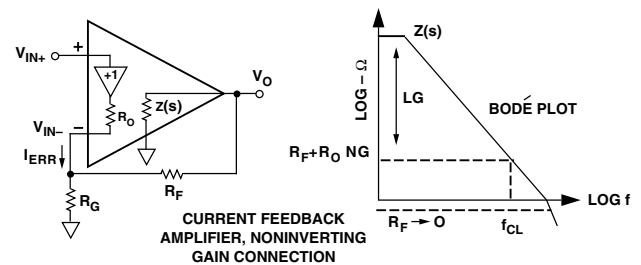 V_IN+
+
+1
R_O
V_IN–
–
I_ERR
R_G
R_F
Z(s)
V_O
CURRENT FEEDBACK
AMPLIFIER, NONINVERTING
GAIN CONNECTION
LOG – Ω
Z(s)
LG
BODÉ PLOT
R_F+R_O NG
R_F → O
f_CL
LOG f